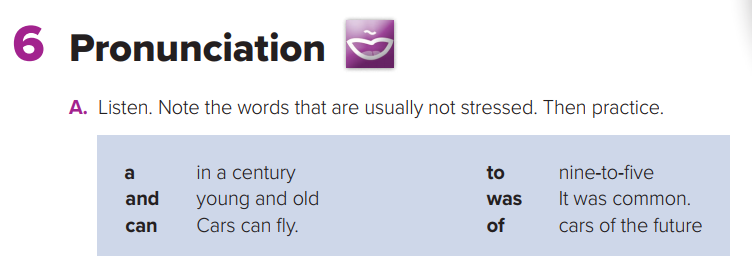 6 Pronunciation
A. Listen. Note the words that are usually not stressed. Then practice.
a in a century to nine-to-five
and young and old was It was common.
can Cars can fly. of cars of the future